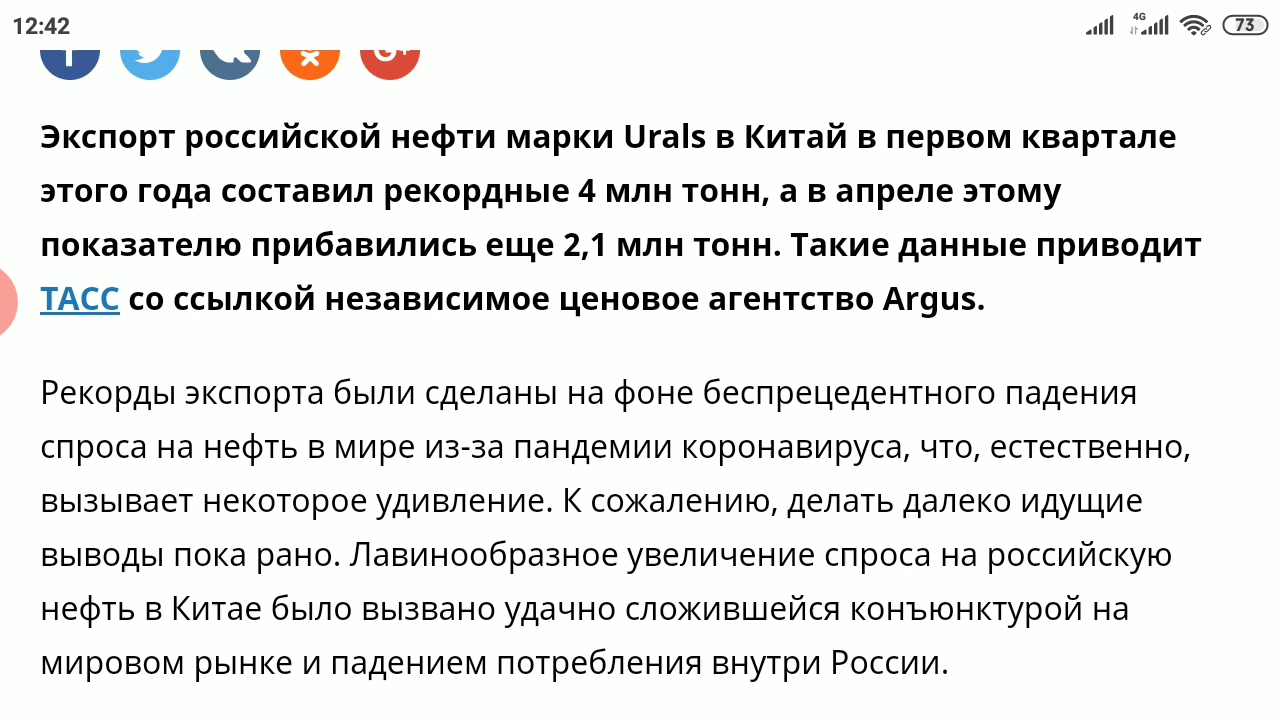 12:42
4G
73
Экспорт российской нефти марки Urals в Китай в первом квартале
этого года составил рекордные 4 млн тонн, а в апреле этому
показателю прибавились еще 2,1 млн тонн. Такие данные приводит
ТАСС со ссылкой независимое ценовое агентство Argus.
Рекорды экспорта были сделаны на фоне беспрецедентного падения
спроса на нефть в мире из-за пандемии коронавируса, что, естественно,
вызывает некоторое удивление. К сожалению, делать далеко идущие
выводы пока рано. Лавинообразное увеличение спроса на российскую
нефть в Китае было вызвано удачно сложившейся конъюнктурой на
мировом рынке и падением потребления внутри России.